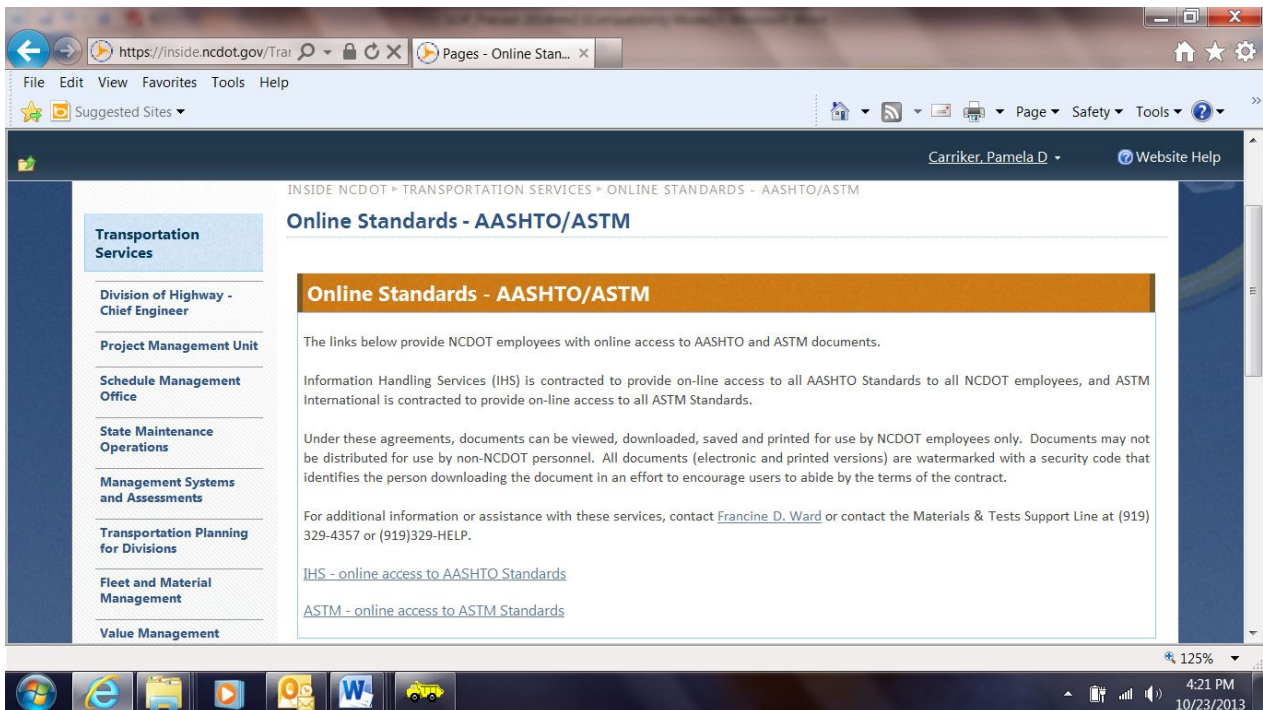 https://inside.ncdot.gov/Trar
Pages - Online Stan...
File Edit View Favorites Tools Help
Suggested Sites
Page Safety Tools
Carriker, Pamela D
Website Help
INSIDE NCDOT TRANSPORTATION SERVICES ONLINE STANDARDS - AASHTO/ASTM
Online Standards - AASHTO/ASTM
Transportation
Services
Division of Highway -
Chief Engineer
Project Management Unit
Schedule Management
Office
State Maintenance
Operations
Management Systems
and Assessments
Transportation Planning
for Divisions
Fleet and Material
Management
Value Management
Online Standards - AASHTO/ASTM
The links below provide NCDOT employees with online access to AASHTO and ASTM documents.
Information Handling Services (IHS) is contracted to provide on-line access to all AASHTO Standards to all NCDOT employees, and ASTM
International is contracted to provide on-line access to all ASTM Standards.
Under these agreements, documents can be viewed, downloaded, saved and printed for use by NCDOT employees only. Documents may not
be distributed for use by non-NCDOT personnel. All documents (electronic and printed versions) are watermarked with a security code that
identifies the person downloading the document in an effort to encourage users to abide by the terms of the contract.
For additional information or assistance with these services, contact Francine D. Ward or contact the Materials & Tests Support Line at (919)
329-4357 or (919)329-HELP.
IHS - online access to AASHTO Standards
ASTM - online access to ASTM Standards
125%
4:21 PM
10/23/2013